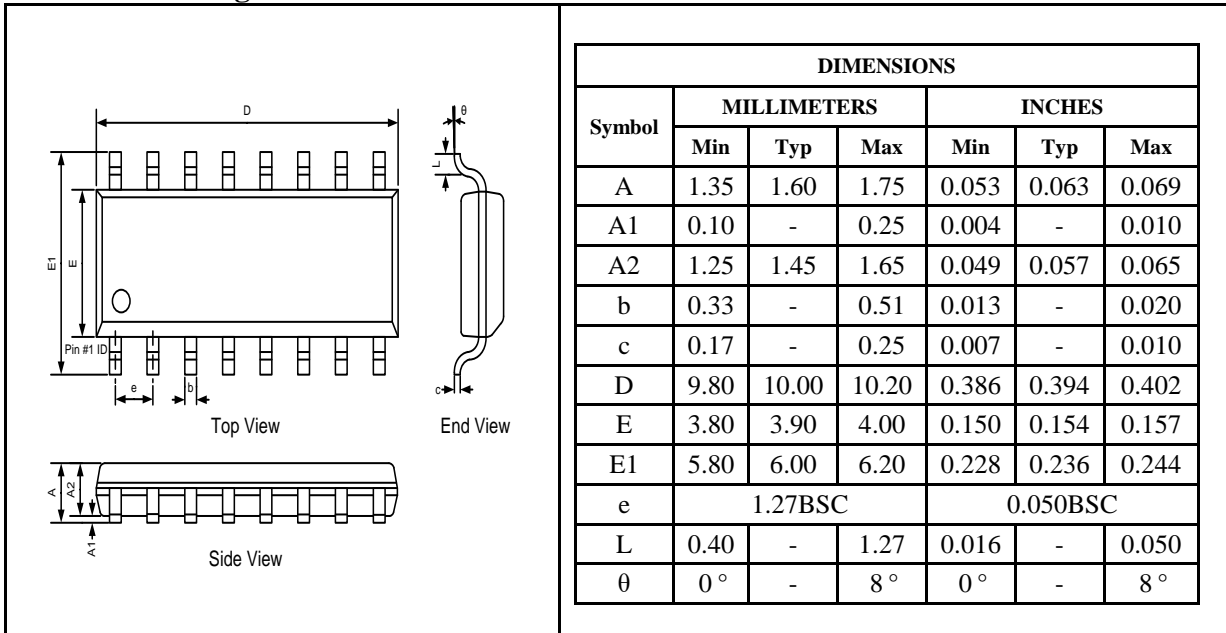 D
θ
L
E1
E
Pin #1 ID
e
b
c
Top View
End View
A
A2
A1
Side View
DIMENSIONS
Symbol MILLIMETERS INCHES
Min Typ Max Min Typ Max
A 1.35 1.60 1.75 0.053 0.063 0.069
A1 0.10 - 0.25 0.004 - 0.010
A2 1.25 1.45 1.65 0.049 0.057 0.065
b 0.33 - 0.51 0.013 - 0.020
c 0.17 - 0.25 0.007 - 0.010
D 9.80 10.00 10.20 0.386 0.394 0.402
E 3.80 3.90 4.00 0.150 0.154 0.157
E1 5.80 6.00 6.20 0.228 0.236 0.244
e 1.27BSC 0.050BSC
L 0.40 - 1.27 0.016 - 0.050
θ 0 ° - 8 ° 0 ° - 8 °